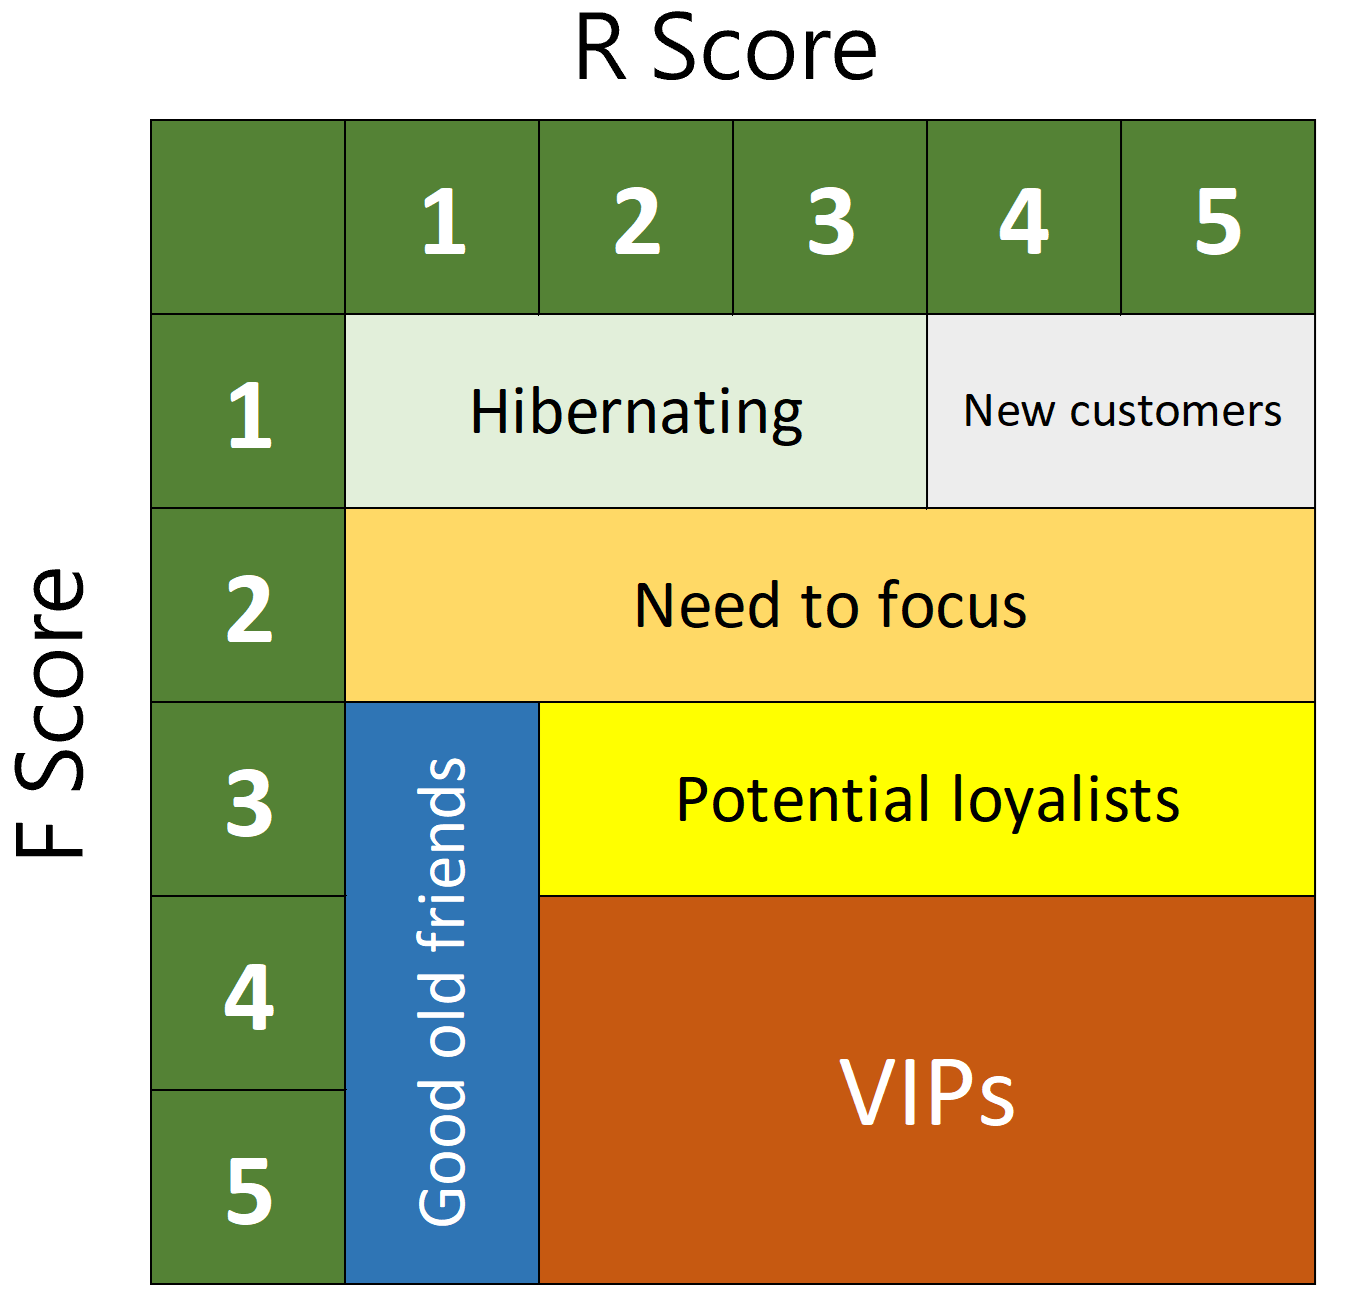 R Score
1 2 3 4 5
1 Hibernating New customers
F Score
2 Need to focus
3 Potential loyalists
Good old friends
4
VIPs
5